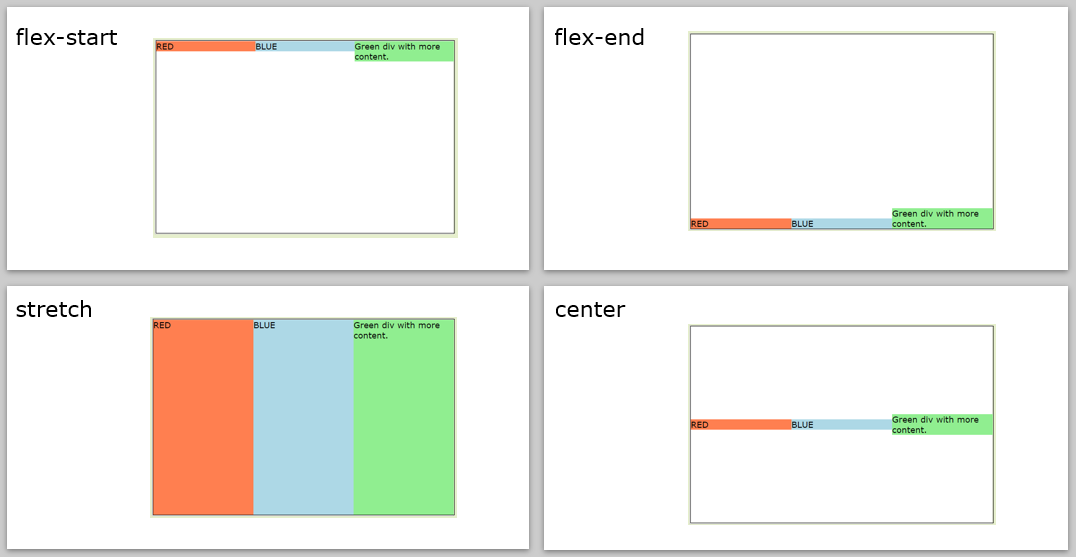 flex-start
RED
BLUE
Green div with more
content.
flex-end
RED
BLUE
Green div with more
content.
stretch
RED
BLUE
Green div with more
content.
center
RED
BLUE
Green div with more
content.